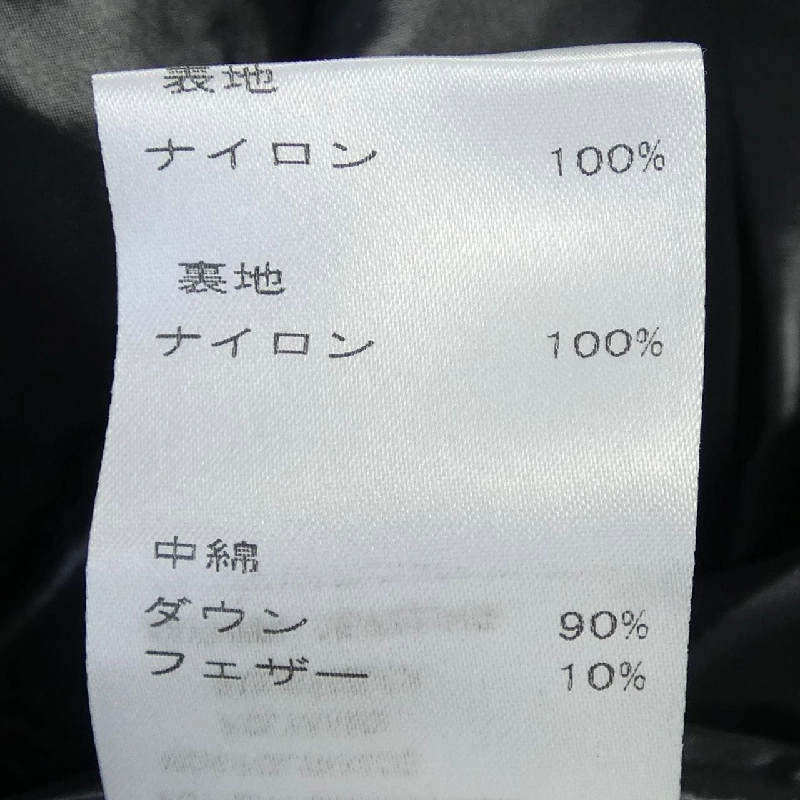 裏地
ナイロン 100%
裏地
ナイロン 100%
中綿
ダウン 90%
フェザー 10%